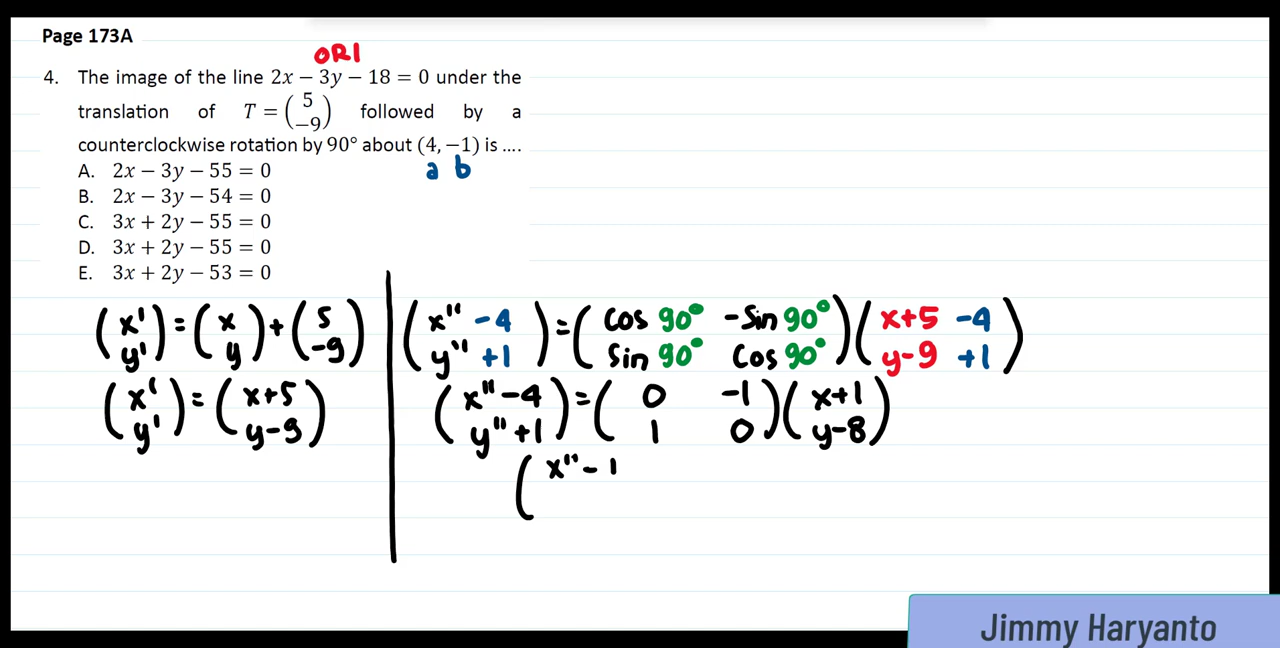 Page 173A
ORI
4. The image of the line 2x − 3y − 18 = 0 under the
translation of T = (5 −9) followed by a
counterclockwise rotation by 90° about (4, −1) is ....
a b
A. 2x − 3y − 55 = 0
B. 2x − 3y − 54 = 0
C. 3x + 2y − 55 = 0
D. 3x + 2y − 55 = 0
E. 3x + 2y − 53 = 0
(x' y') = (x y) + (5 −9)
(x' y') = (x+5 y−9)
(x'' −4 y'' +1) = (cos 90° −Sin 90° Sin 90° Cos 90°)(x+5 −4 y−9 +1)
(x''−4 y''+1) = (0 −1 1 0)(x+1 y−8)
(x''− 1
Jimmy Haryanto